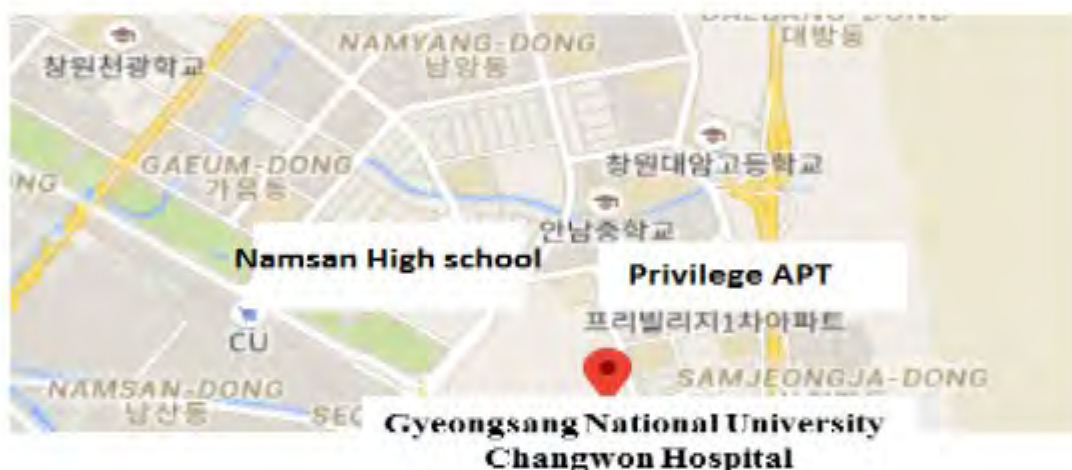 DAEBANG-DONG
대방동
NAMYANG-DONG
남양동
창원천광학교
GAEUM-DONG
가음동
ONG
창원대암고등학교
안남중학교
Namsan High school
Privilege APT
프리빌리지1차아파트
CU
NAMSAN-DONG
남산동
SAMJEONGJA-DONG
Gyeongsang National University
Changwon Hospital